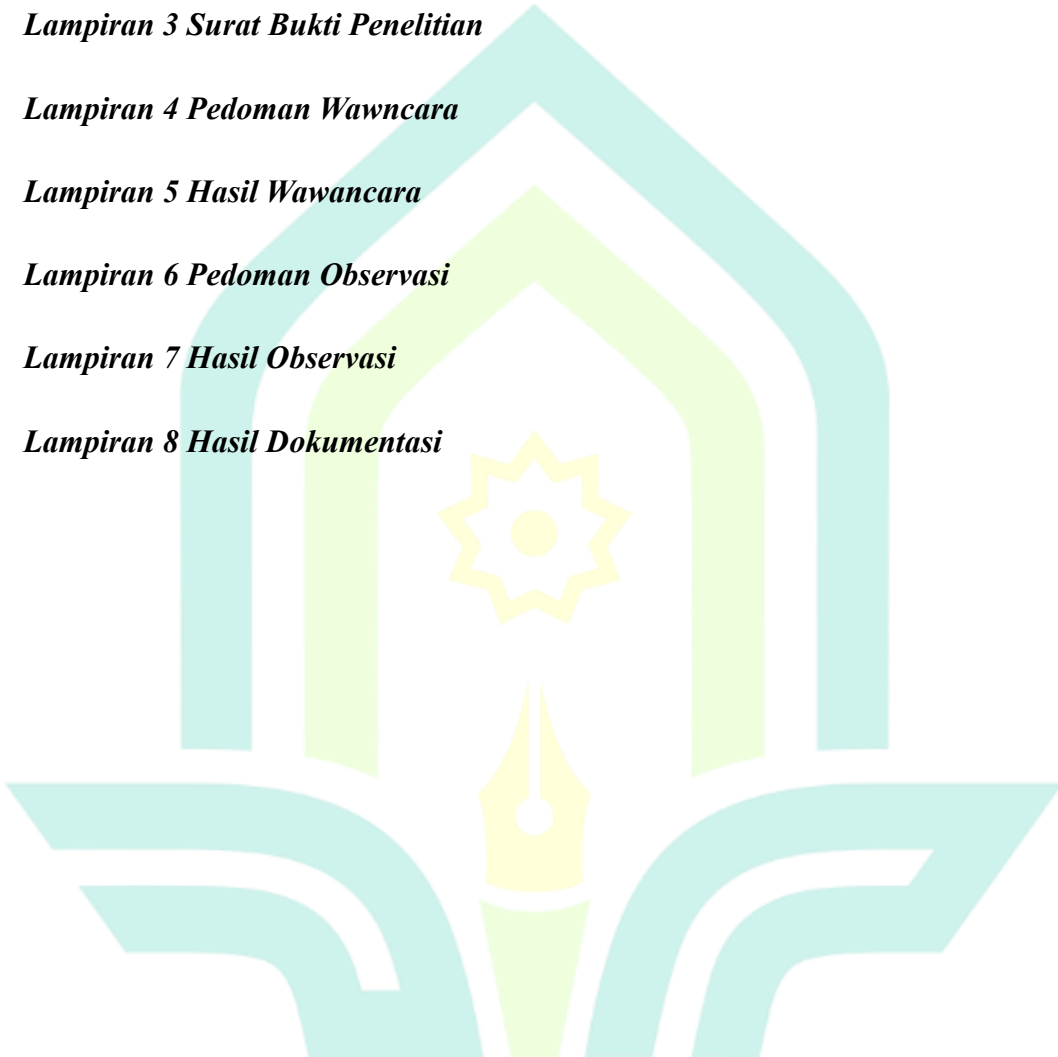 Lampiran 3 Surat Bukti Penelitian
Lampiran 4 Pedoman Wawncara
Lampiran 5 Hasil Wawancara
Lampiran 6 Pedoman Observasi
Lampiran 7 Hasil Observasi
Lampiran 8 Hasil Dokumentasi